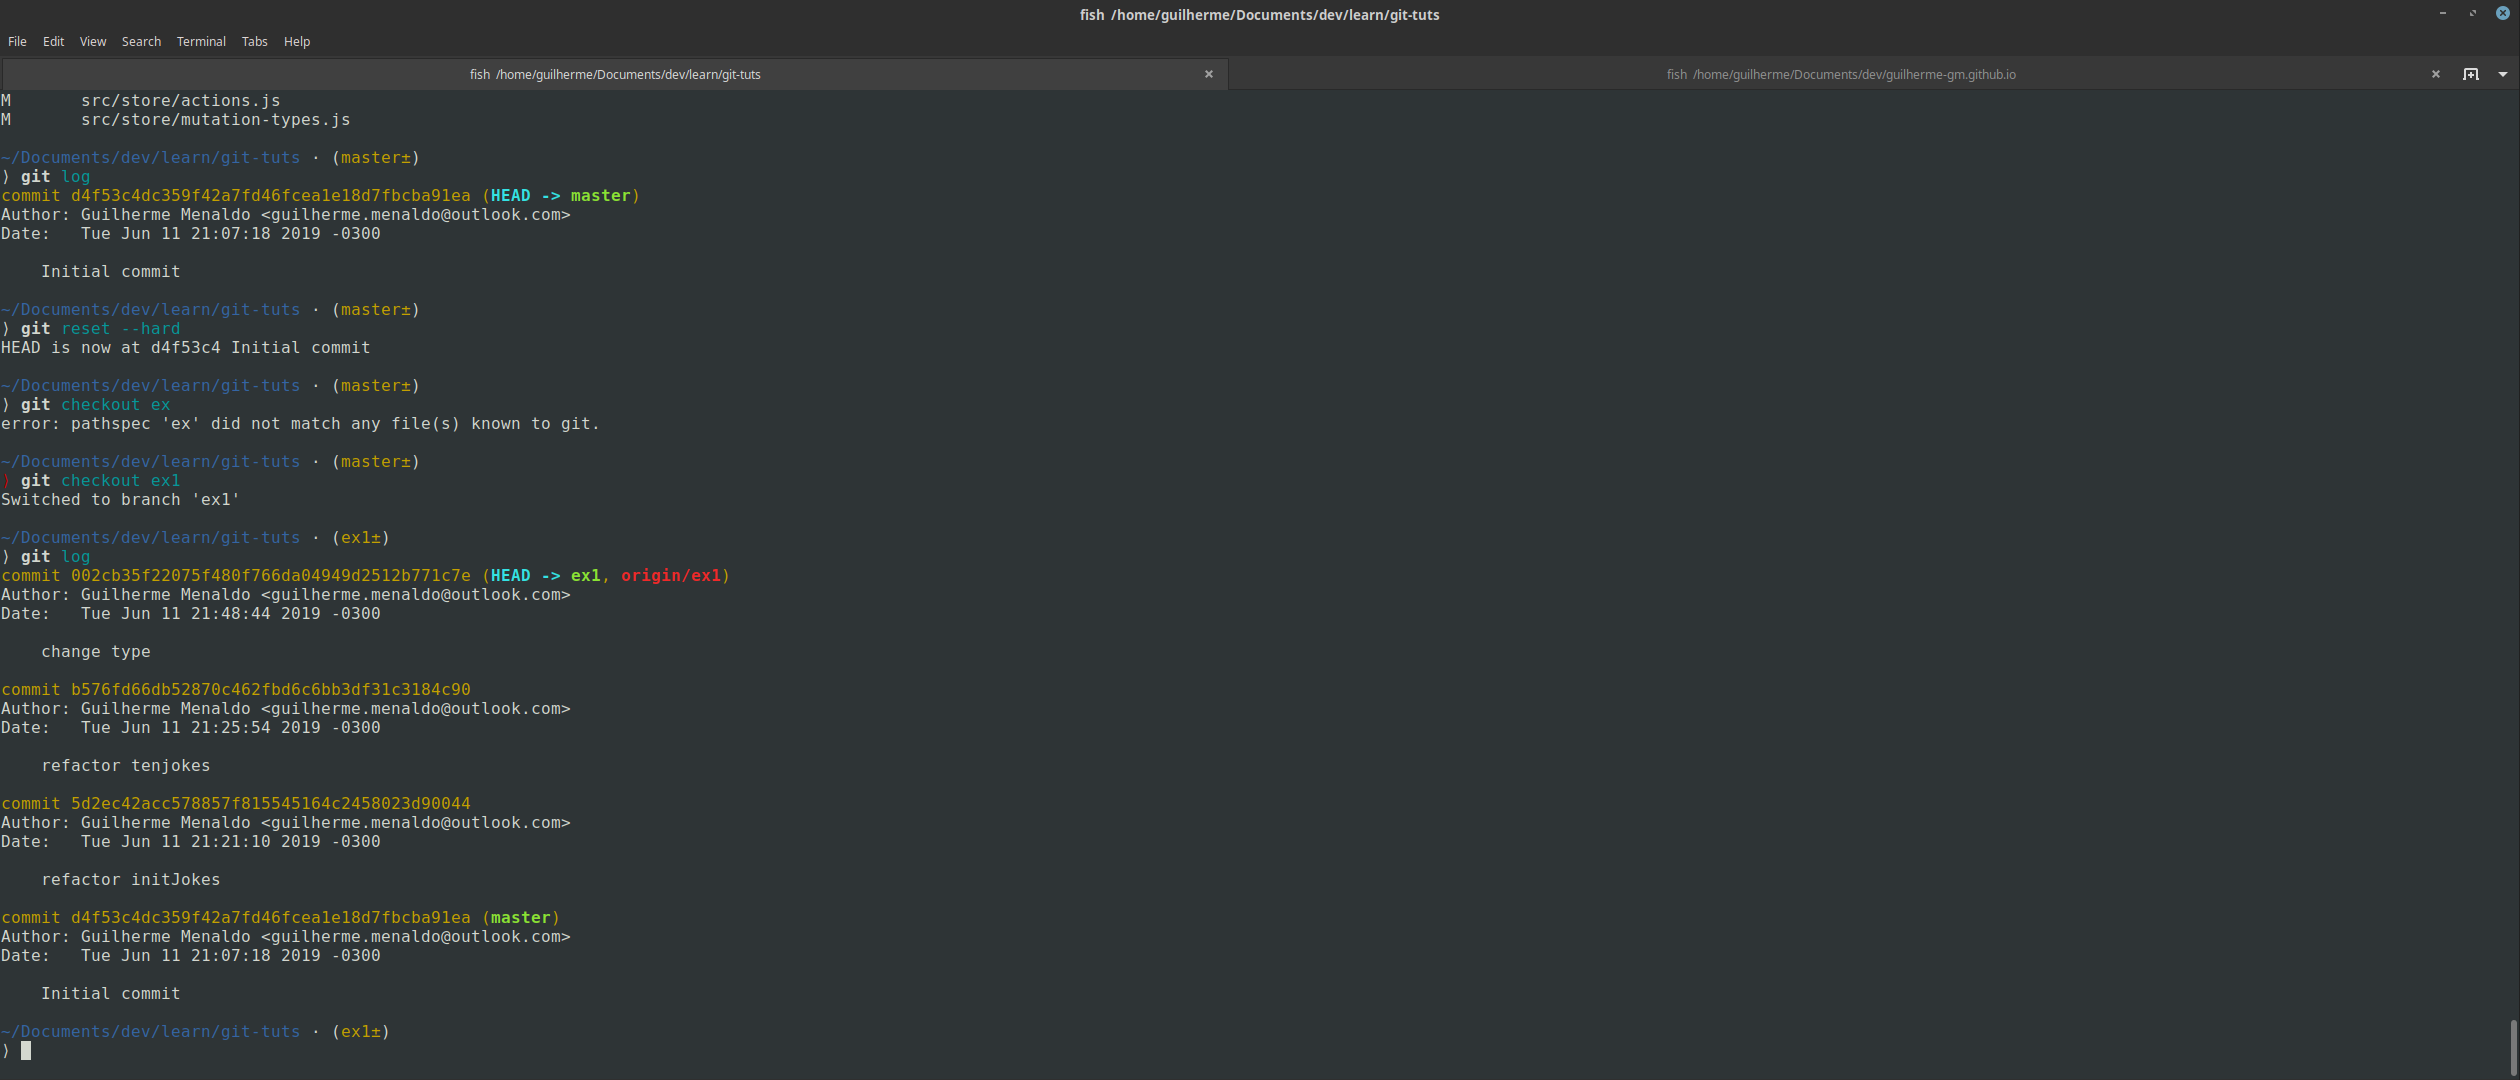 fish /home/guilherme/Documents/dev/learn/git-tuts
File Edit View Search Terminal Tabs Help
fish /home/guilherme/Documents/dev/learn/git-tuts
fish /home/guilherme/Documents/dev/guilherme-gm.github.io
M       src/store/actions.js
M       src/store/mutation-types.js
~/Documents/dev/learn/git-tuts · (master±)
⟩ git log
commit d4f53c4dc359f42a7fd46fcea1e18d7fbcba91ea (HEAD -> master)
Author: Guilherme Menaldo <guilherme.menaldo@outlook.com>
Date:   Tue Jun 11 21:07:18 2019 -0300
    Initial commit
~/Documents/dev/learn/git-tuts · (master±)
⟩ git reset --hard
HEAD is now at d4f53c4 Initial commit
~/Documents/dev/learn/git-tuts · (master±)
⟩ git checkout ex
error: pathspec 'ex' did not match any file(s) known to git.
~/Documents/dev/learn/git-tuts · (master±)
⟩ git checkout ex1
Switched to branch 'ex1'
~/Documents/dev/learn/git-tuts · (ex1±)
⟩ git log
commit 002cb35f22075f480f766da04949d2512b771c7e (HEAD -> ex1, origin/ex1)
Author: Guilherme Menaldo <guilherme.menaldo@outlook.com>
Date:   Tue Jun 11 21:48:44 2019 -0300
    change type
commit b576fd66db52870c462fbd6c6bb3df31c3184c90
Author: Guilherme Menaldo <guilherme.menaldo@outlook.com>
Date:   Tue Jun 11 21:25:54 2019 -0300
    refactor tenjokes
commit 5d2ec42acc578857f815545164c2458023d90044
Author: Guilherme Menaldo <guilherme.menaldo@outlook.com>
Date:   Tue Jun 11 21:21:10 2019 -0300
    refactor initJokes
commit d4f53c4dc359f42a7fd46fcea1e18d7fbcba91ea (master)
Author: Guilherme Menaldo <guilherme.menaldo@outlook.com>
Date:   Tue Jun 11 21:07:18 2019 -0300
    Initial commit
~/Documents/dev/learn/git-tuts · (ex1±)
⟩